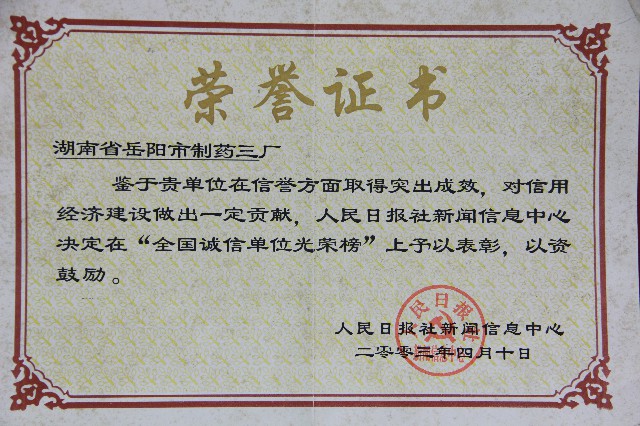 荣誉证书
湖南省岳阳市制药三厂
鉴于贵单位在信誉方面取得突出成效，对信用
经济建设做出一定贡献，人民日报社新闻信息中心
决定在“全国诚信单位光荣榜”上予以表彰，以资
鼓励。
人民日报社
人民日报社新闻信息中心
二零零三年四月十日